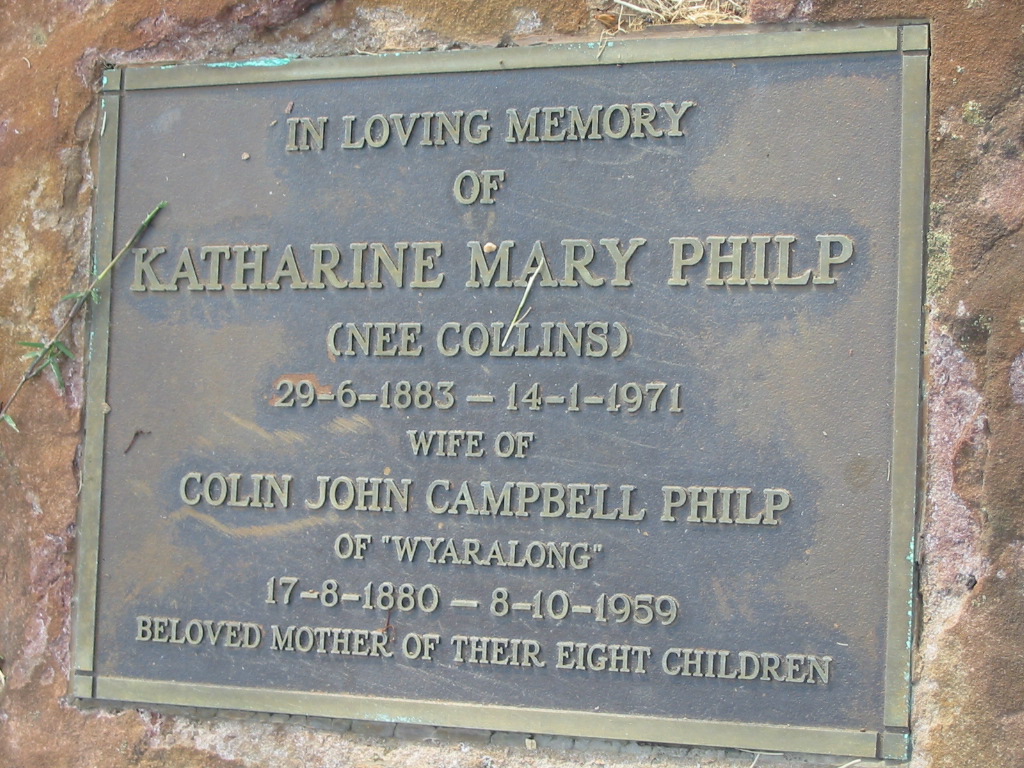 IN LOVING MEMORY
OF
KATHARINE MARY PHILP
(NEE COLLINS)
29-6-1883 — 14-1-1971
WIFE OF
COLIN JOHN CAMPBELL PHILP
OF "WYARALONG"
17-8-1880 — 8-10-1959
BELOVED MOTHER OF THEIR EIGHT CHILDREN